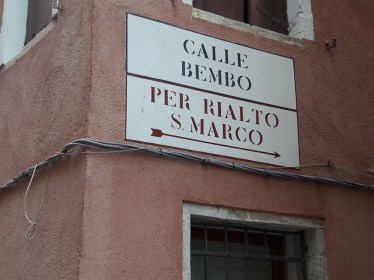 CALLE
BEMBO
PER RIALTO
S. MARCO